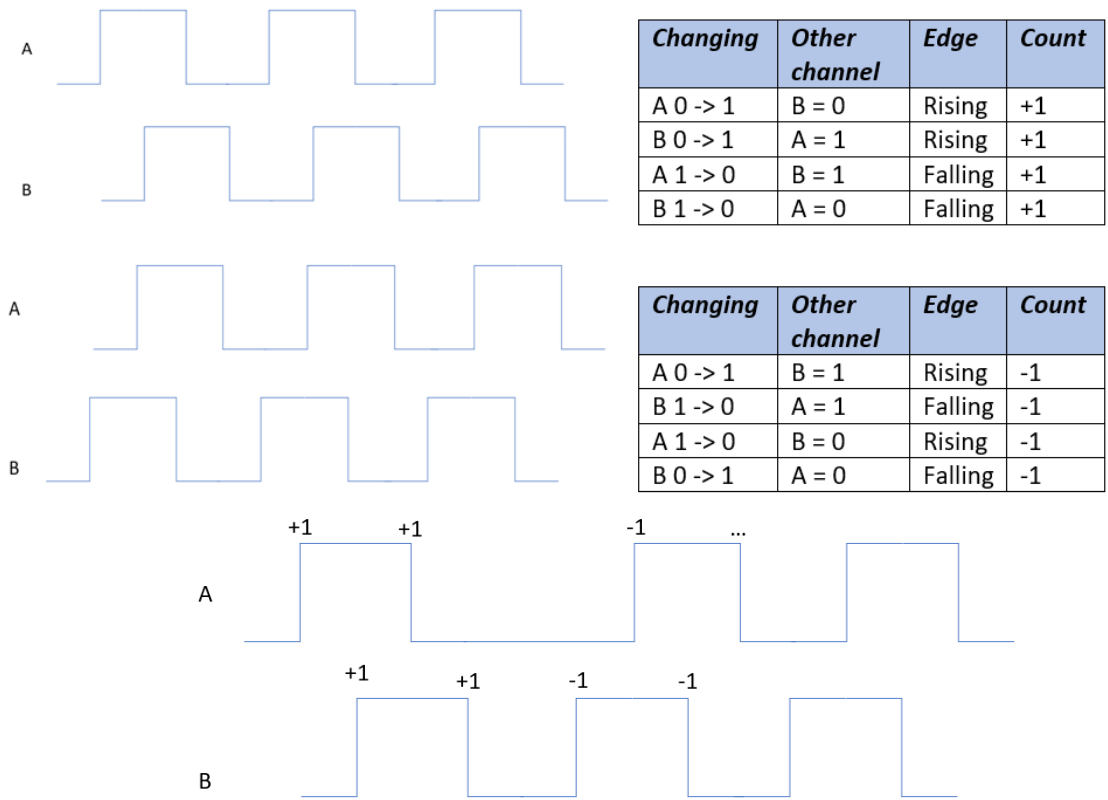 A
B
Changing Other channel Edge Count
A 0 -> 1 B = 0 Rising +1
B 0 -> 1 A = 1 Rising +1
A 1 -> 0 B = 1 Falling +1
B 1 -> 0 A = 0 Falling +1
A
B
Changing Other channel Edge Count
A 0 -> 1 B = 1 Rising -1
B 1 -> 0 A = 1 Falling -1
A 1 -> 0 B = 0 Rising -1
B 0 -> 1 A = 0 Falling -1
+1 +1 -1 ...
A
+1 +1 -1 -1
B